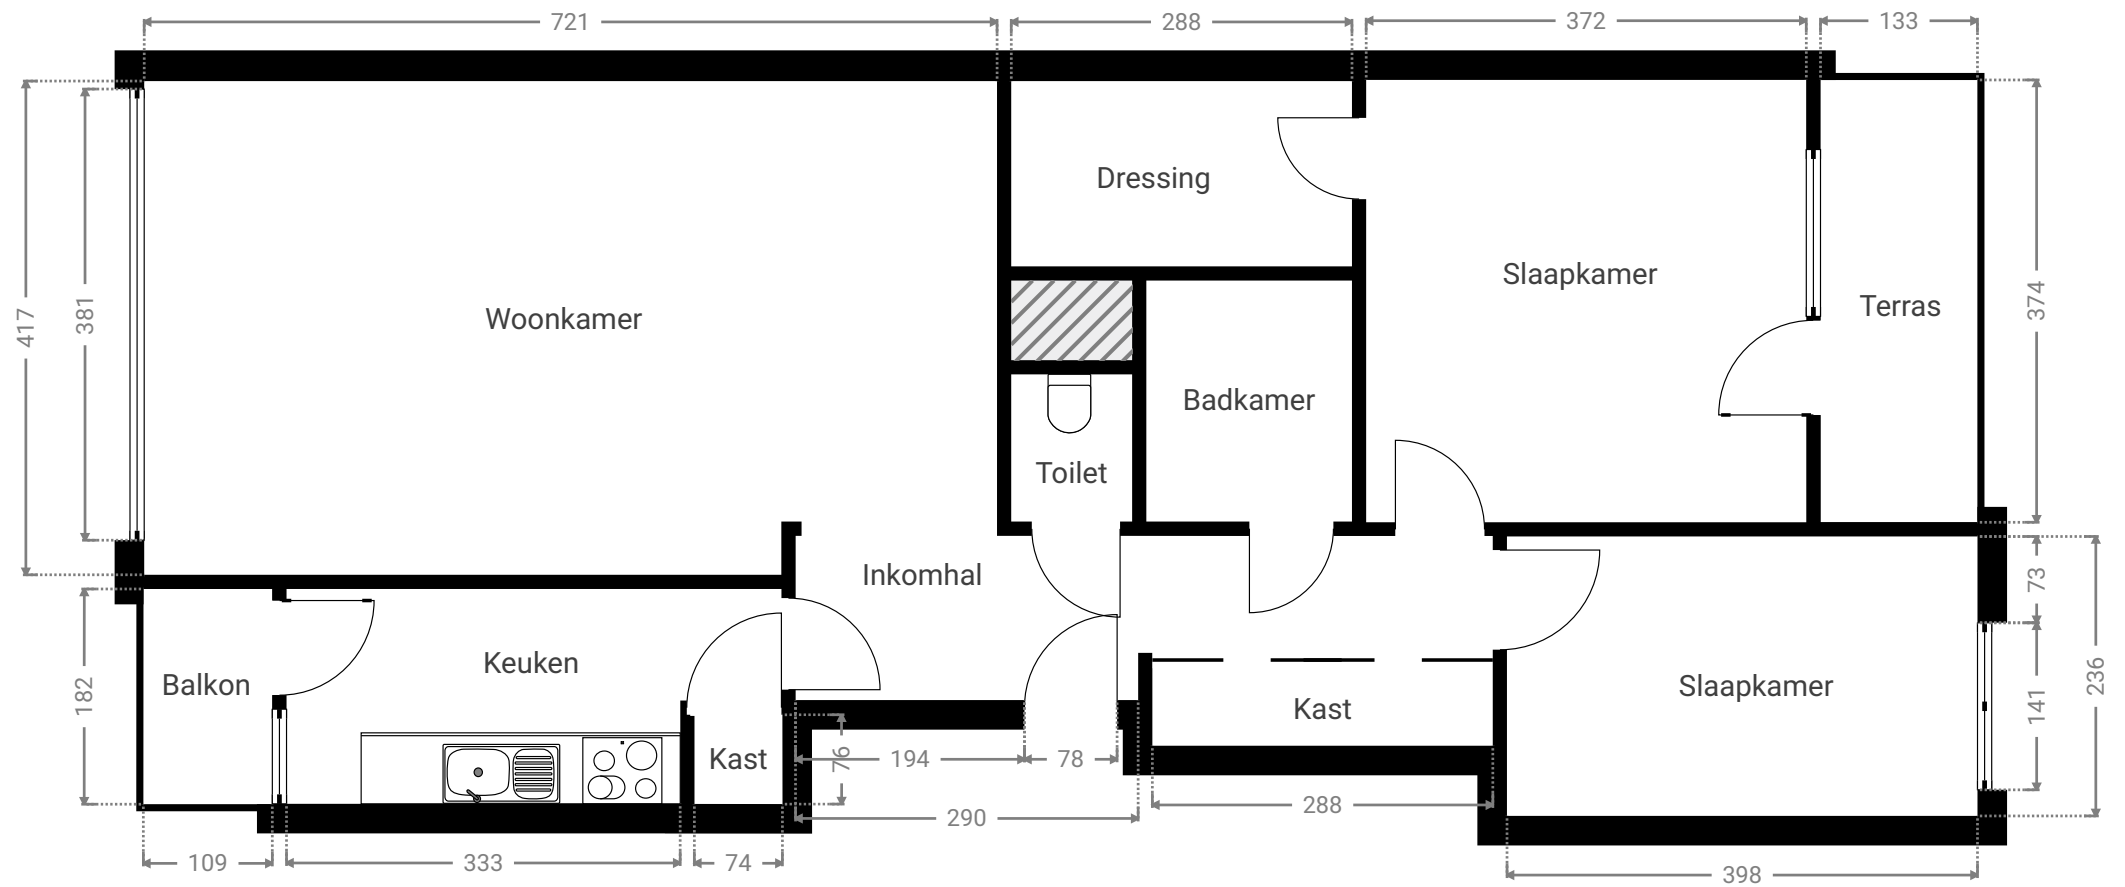 721
288
372
133
417
381
374
Dressing
Slaapkamer
Terras
Woonkamer
Badkamer
Toilet
Inkomhal
73
182
Balkon
Keuken
Kast
Kast
Slaapkamer
141
236
76
194
78
290
288
109
333
74
398